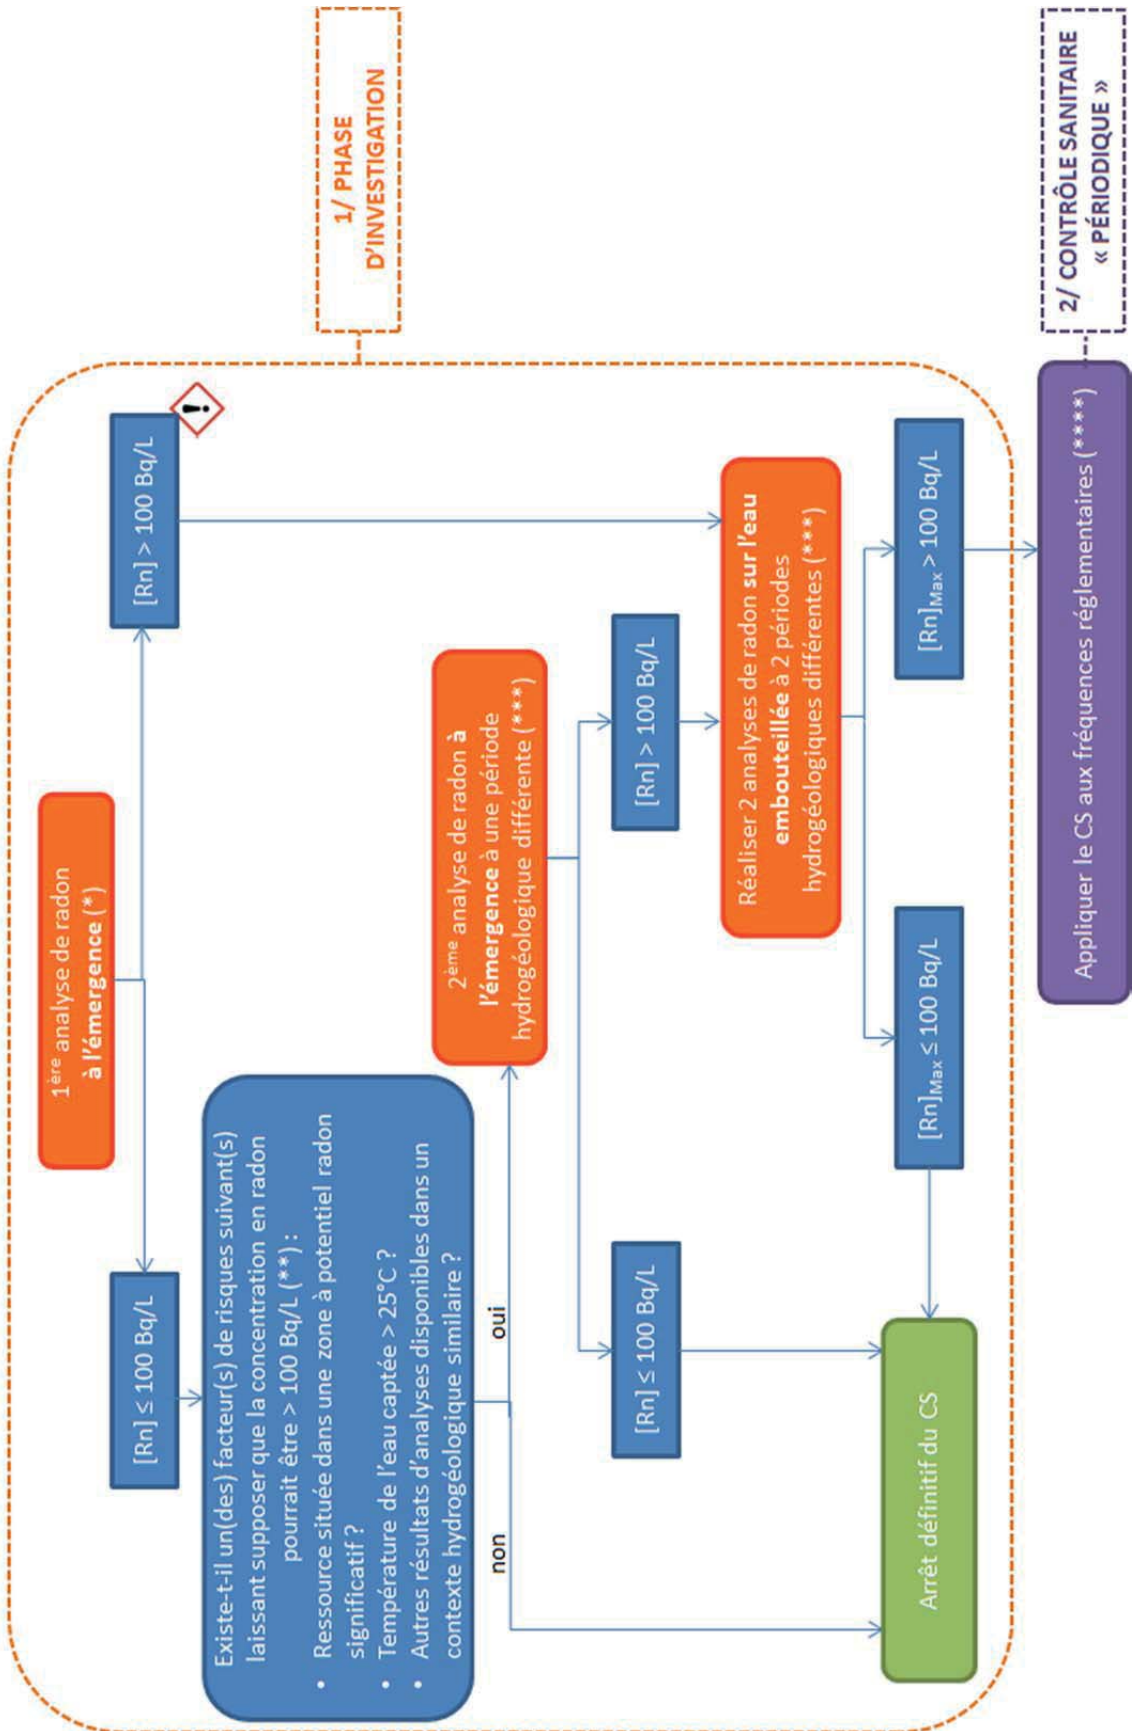 1/ PHASE
D'INVESTIGATION
1ère analyse de radon
à l'émergence (*)
[Rn] ≤ 100 Bq/L
[Rn] > 100 Bq/L
!
Existe-t-il un(des) facteur(s) de risques suivant(s)
laissant supposer que la concentration en radon
pourrait être > 100 Bq/L (**) :
• Ressource située dans une zone à potentiel radon
significatif ?
• Température de l'eau captée > 25°C ?
• Autres résultats d'analyses disponibles dans un
contexte hydrogéologique similaire ?
non
oui
2ème analyse de radon à
l'émergence à une période
hydrogéologique différente (***)
[Rn] ≤ 100 Bq/L
[Rn] > 100 Bq/L
Réaliser 2 analyses de radon sur l'eau
embouteillée à 2 périodes
hydrogéologiques différentes (***)
[Rn]Max ≤ 100 Bq/L
[Rn]Max > 100 Bq/L
Arrêt définitif du CS
Appliquer le CS aux fréquences réglementaires (****)
2/ CONTRÔLE SANITAIRE
« PÉRIODIQUE »